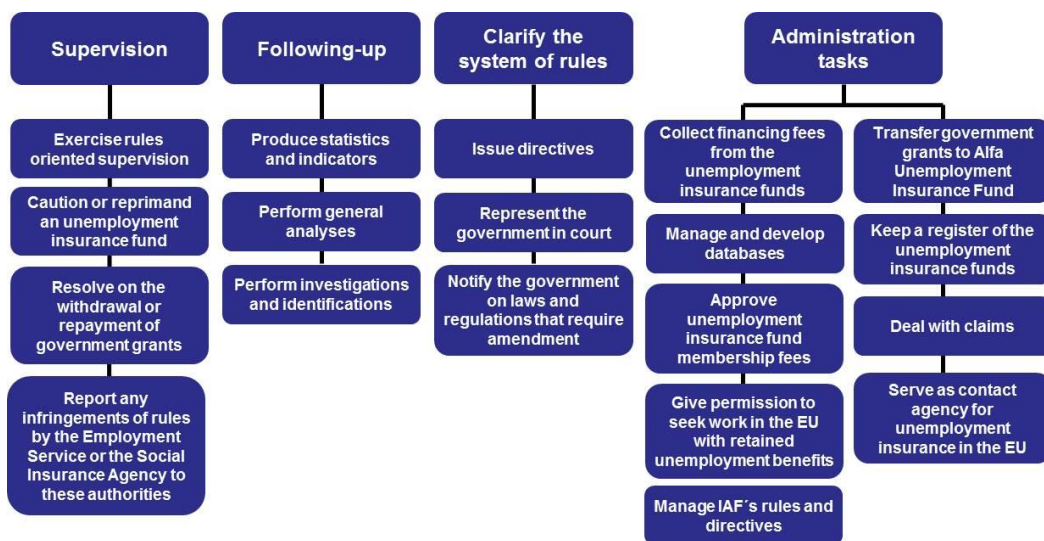 Supervision
Exercise rules
oriented supervision
Caution or reprimand
an unemployment
insurance fund
Resolve on the
withdrawal or
repayment of
government grants
Report any
infringements of rules
by the Employment
Service or the Social
Insurance Agency to
these authorities
Following-up
Produce statistics
and indicators
Perform general
analyses
Perform investigations
and identifications
Clarify the
system of rules
Issue directives
Represent the
government in court
Notify the government
on laws and
regulations that require
amendment
Administration
tasks
Collect financing fees
from the
unemployment
insurance funds
Manage and develop
databases
Approve
unemployment
insurance fund
membership fees
Give permission to
seek work in the EU
with retained
unemployment benefits
Manage IAF´s rules and
directives
Transfer government
grants to Alfa
Unemployment
Insurance Fund
Keep a register of the
unemployment
insurance funds
Deal with claims
Serve as contact
agency for
unemployment
insurance in the EU